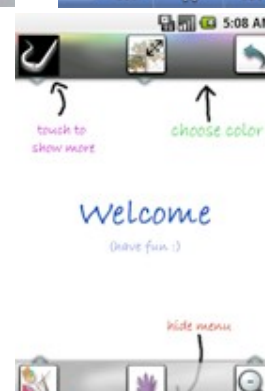 5:08 AM
touch to
show more
choose color
Welcome
(have fun :)
hide menu